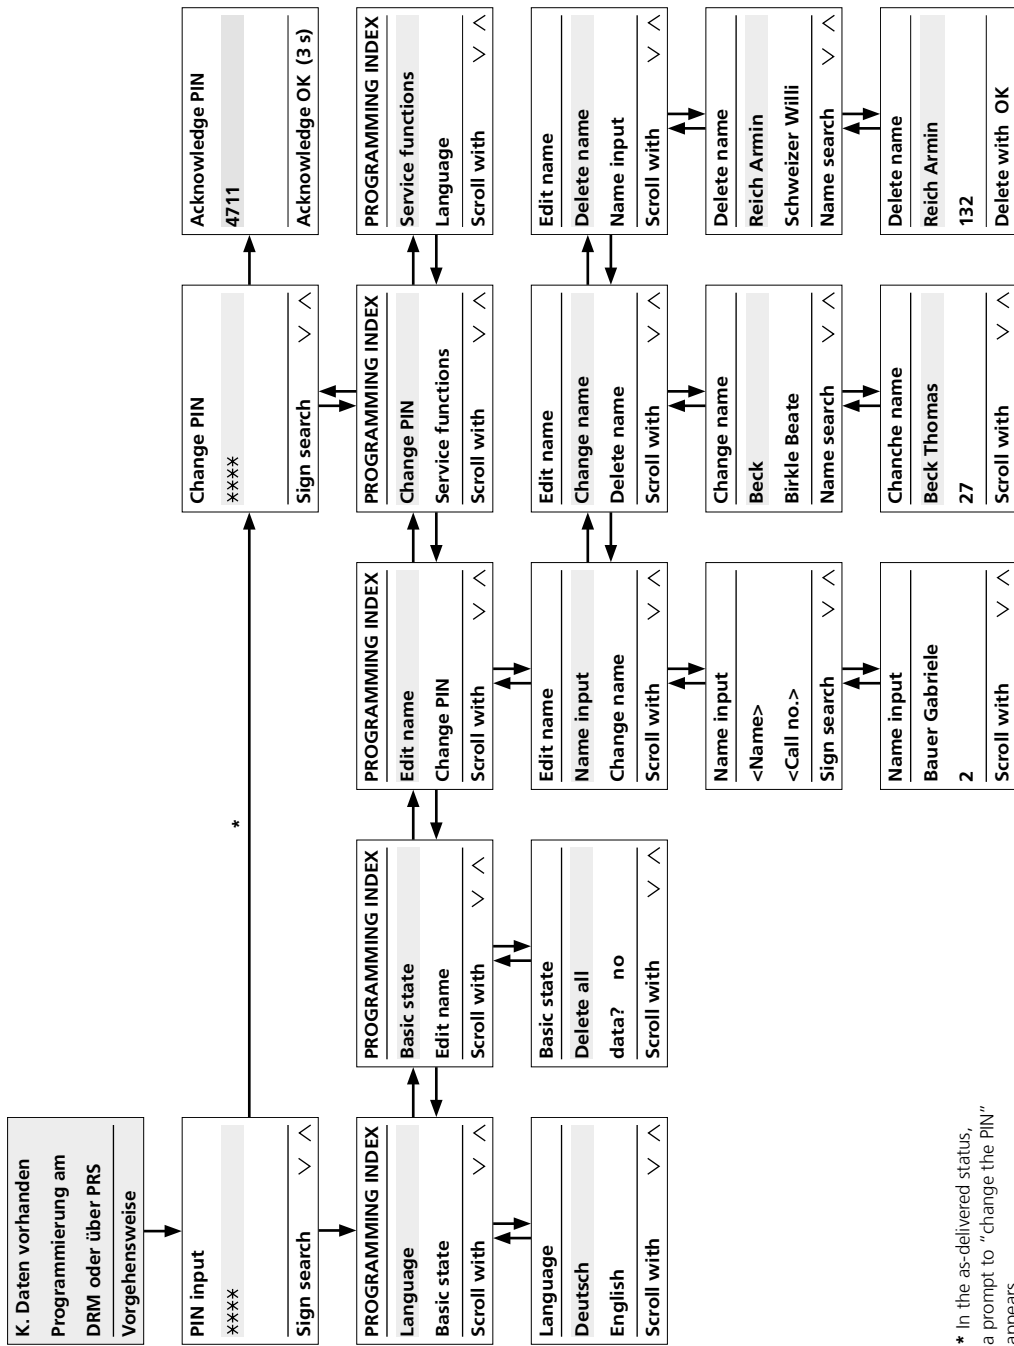 K. Daten vorhanden
Programmierung am
DRM oder über PRS
Vorgehensweise
PIN input
****
Sign search
*
Change PIN
****
Sign search
Acknowledge PIN
4711
Acknowledge OK (3 s)
PROGRAMMING INDEX
Language
Basic state
Scroll with
PROGRAMMING INDEX
Basic state
Edit name
Scroll with
PROGRAMMING INDEX
Edit name
Change PIN
Scroll with
PROGRAMMING INDEX
Change PIN
Service functions
Scroll with
PROGRAMMING INDEX
Service functions
Language
Scroll with
Language
Deutsch
English
Scroll with
Basic state
Delete all
data? no
Scroll with
Edit name
Name input
Change name
Scroll with
Edit name
Change name
Delete name
Scroll with
Edit name
Delete name
Name input
Scroll with
Name input
<Name>
<Call no.>
Sign search
Change name
Beck
Birkle Beate
Name search
Delete name
Reich Armin
Schweizer Willi
Name search
Name input
Bauer Gabriele
2
Scroll with
Chanche name
Beck Thomas
27
Scroll with
Delete name
Reich Armin
132
Delete with OK
* In the as-delivered status,
a prompt to "change the PIN"
appears